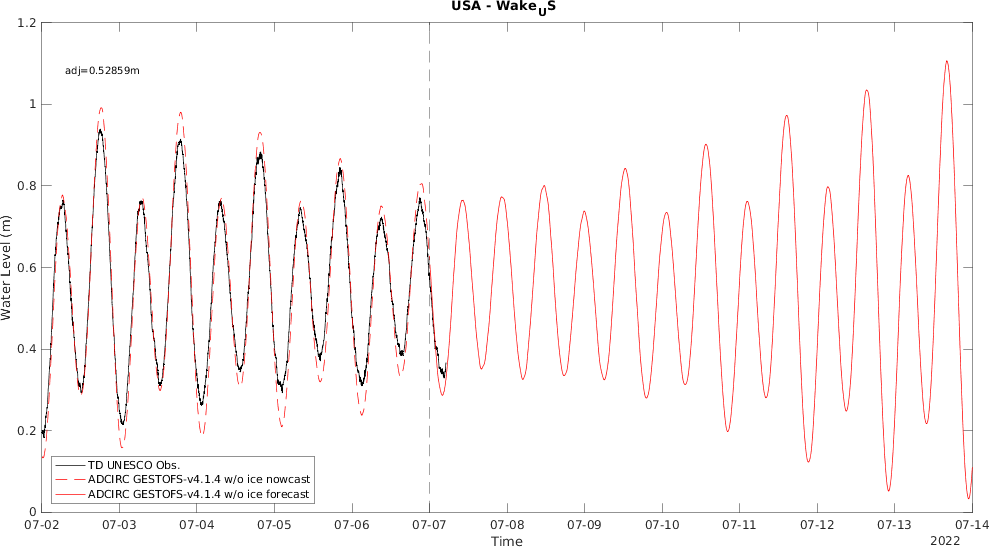 USA - Wake_US
1.2
adj=0.52859m
1
0.8
0.6
0.4
0.2
0
Water Level (m)
TD UNESCO Obs.
ADCIRC GESTOFS-v4.1.4 w/o ice nowcast
ADCIRC GESTOFS-v4.1.4 w/o ice forecast
07-02 07-03 07-04 07-05 07-06 07-07 07-08 07-09 07-10 07-11 07-12 07-13 07-14
Time
2022